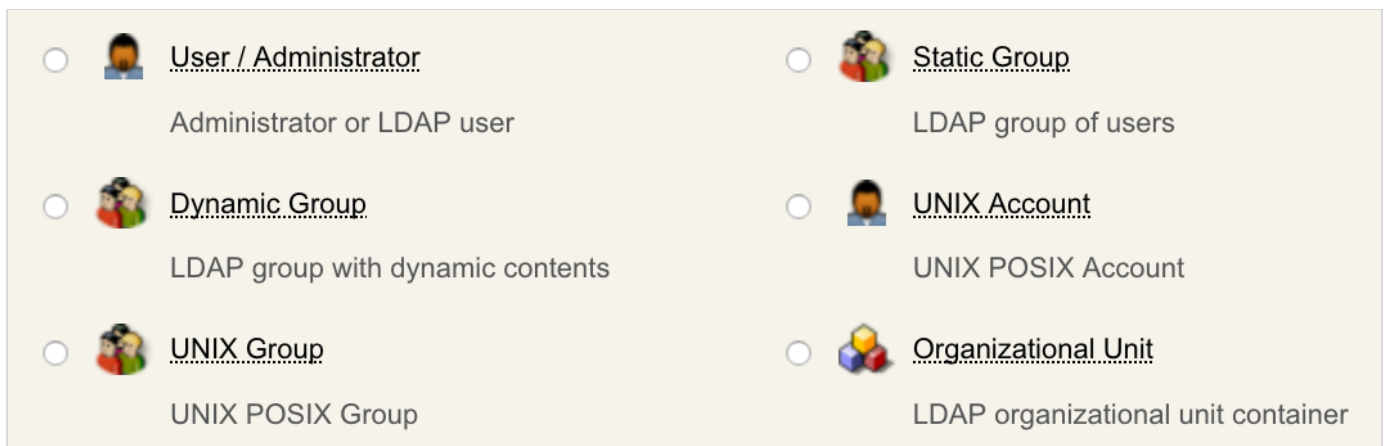 User / Administrator
Administrator or LDAP user
Static Group
LDAP group of users
Dynamic Group
LDAP group with dynamic contents
UNIX Account
UNIX POSIX Account
UNIX Group
UNIX POSIX Group
Organizational Unit
LDAP organizational unit container